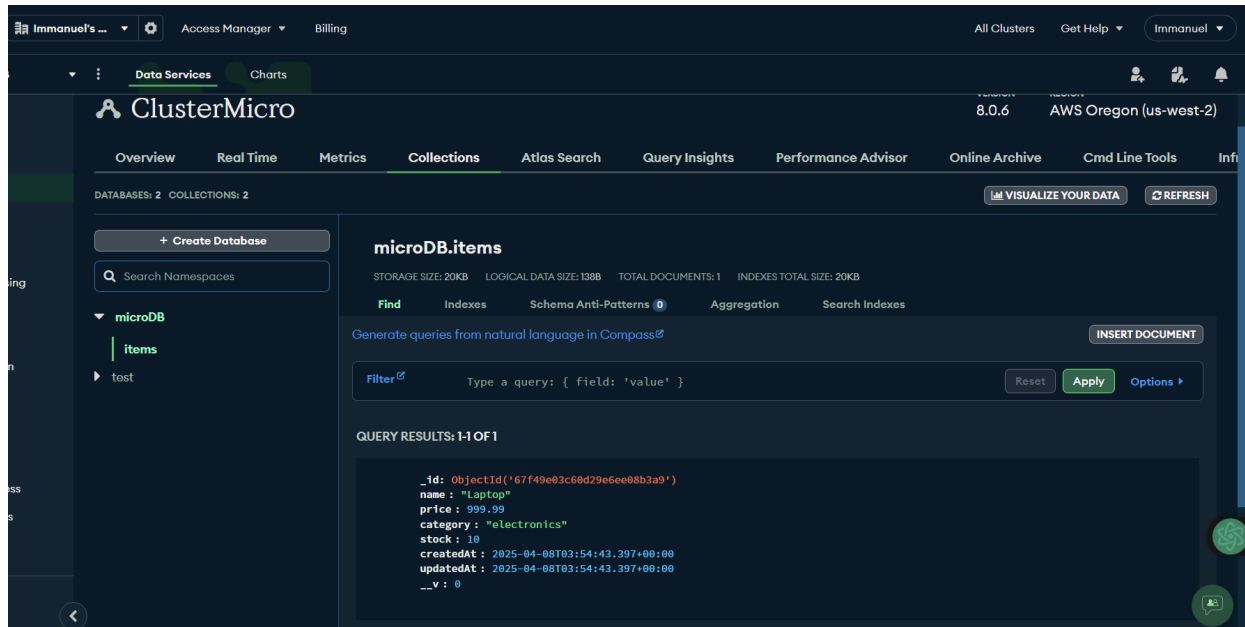 Immanuel's ... Access Manager Billing All Clusters Get Help Immanuel
Data Services Charts
ClusterMicro
VERSION REGION
8.0.6 AWS Oregon (us-west-2)
Overview Real Time Metrics Collections Atlas Search Query Insights Performance Advisor Online Archive Cmd Line Tools
DATABASES: 2 COLLECTIONS: 2 VISUALIZE YOUR DATA REFRESH
+ Create Database
Search Namespaces
microDB
items
test
microDB.items
STORAGE SIZE: 20KB LOGICAL DATA SIZE: 138B TOTAL DOCUMENTS: 1 INDEXES TOTAL SIZE: 20KB
Find Indexes Schema Anti-Patterns 0 Aggregation Search Indexes
Generate queries from natural language in Compass INSERT DOCUMENT
Filter Type a query: { field: 'value' } Reset Apply Options
QUERY RESULTS: 1-1 OF 1
_id: ObjectId('67f49e03c60d29e6ee08b3a9')
name : "Laptop"
price : 999.99
category : "electronics"
stock : 10
createdAt : 2025-04-08T03:54:43.397+00:00
updatedAt : 2025-04-08T03:54:43.397+00:00
__v : 0